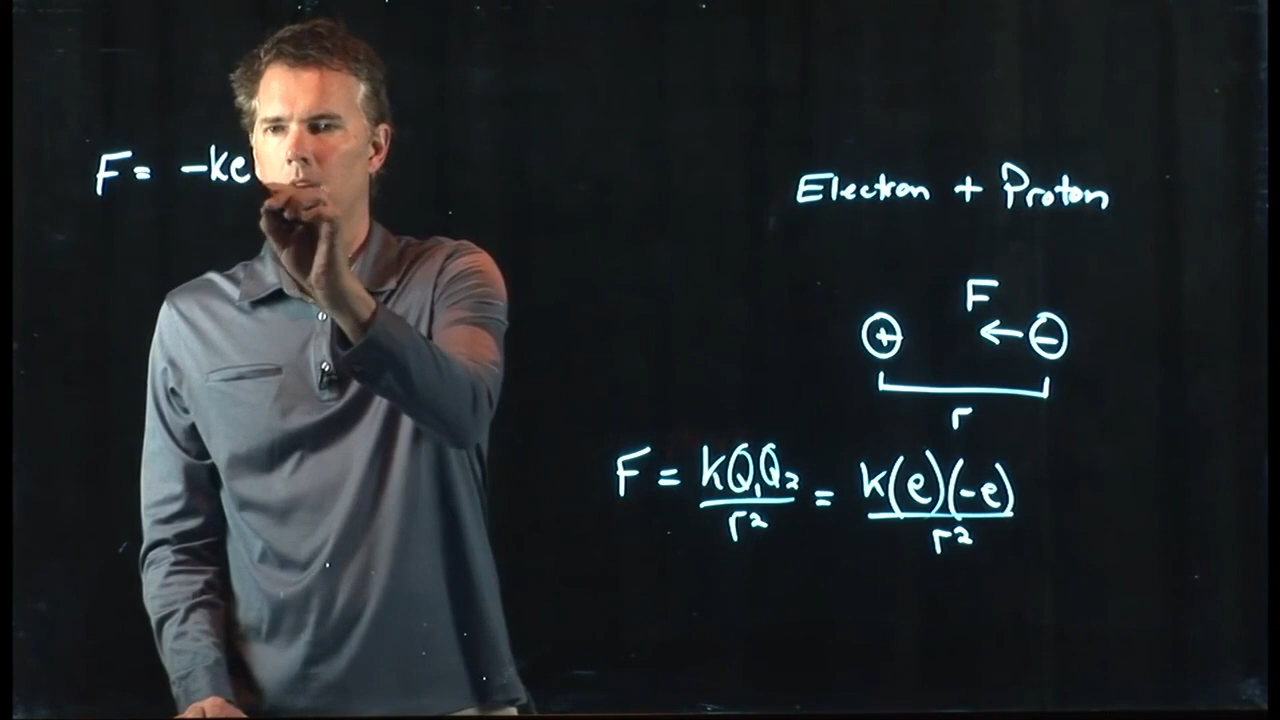 F = -ke
Electron + Proton
F
+ ← -
r
F = kQ₁Q₂/r² = k(e)(-e)/r²